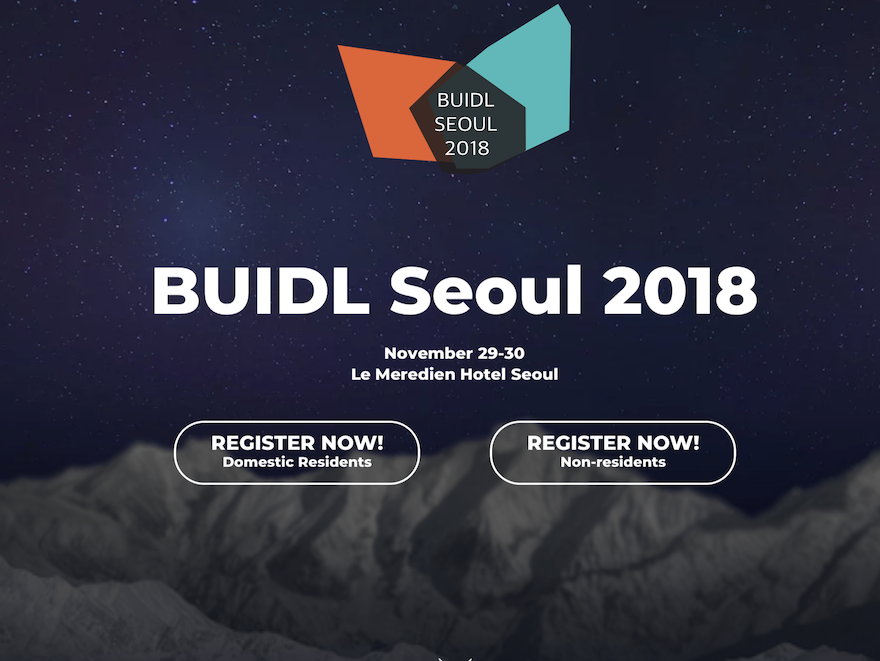 BUIDL
SEOUL
2018
BUIDL Seoul 2018
November 29-30
Le Meredien Hotel Seoul
REGISTER NOW!
Domestic Residents
REGISTER NOW!
Non-residents